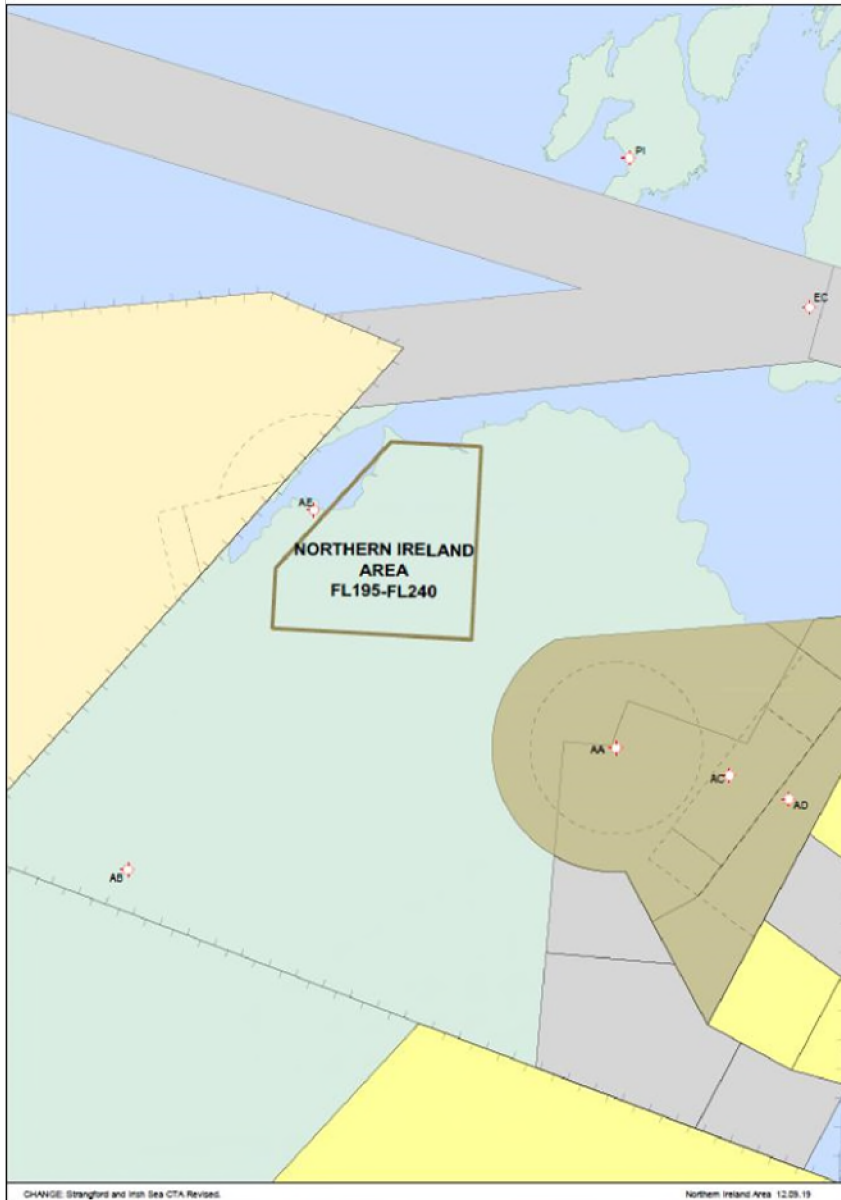 PI
EC
AE
NORTHERN IRELAND
AREA
FL195-FL240
AA
AC
AD
AB
CHANGE: Strangford and Irish Sea CTA Revised.
Northern Ireland Area 12.09.19